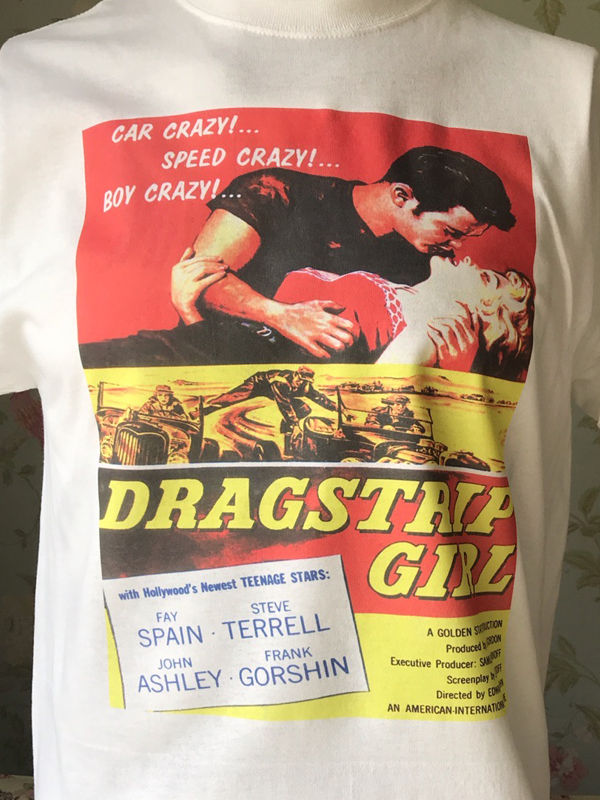 CAR CRAZY!...
SPEED CRAZY!...
BOY CRAZY!...
DRAGSTRIP
GIRL
with Hollywood's Newest TEENAGE STARS:
FAY SPAIN · STEVE TERRELL
JOHN ASHLEY · FRANK GORSHIN
A GOLDEN
Produced
Executive Producer:
Screenplay
Directed by
AN AMERICAN-INTERNATIONAL